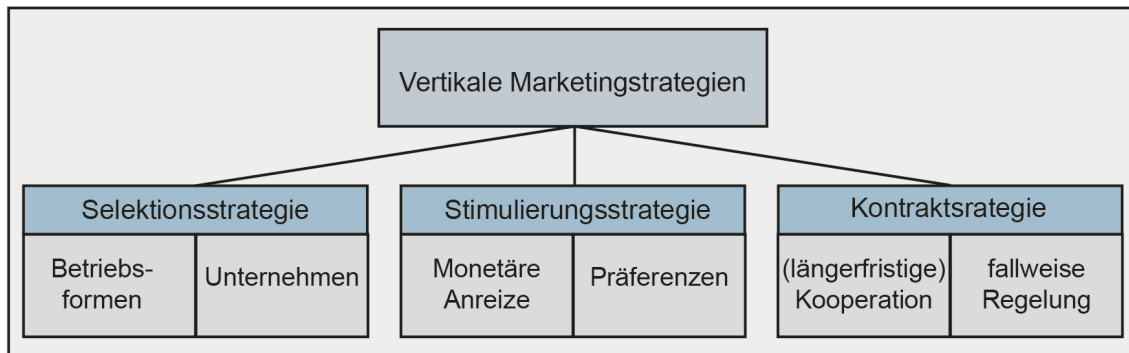 Vertikale Marketingstrategien
Selektionsstrategie
Betriebs-
formen
Unternehmen
Stimulierungsstrategie
Monetäre
Anreize
Präferenzen
Kontraktsrategie
(längerfristige)
Kooperation
fallweise
Regelung